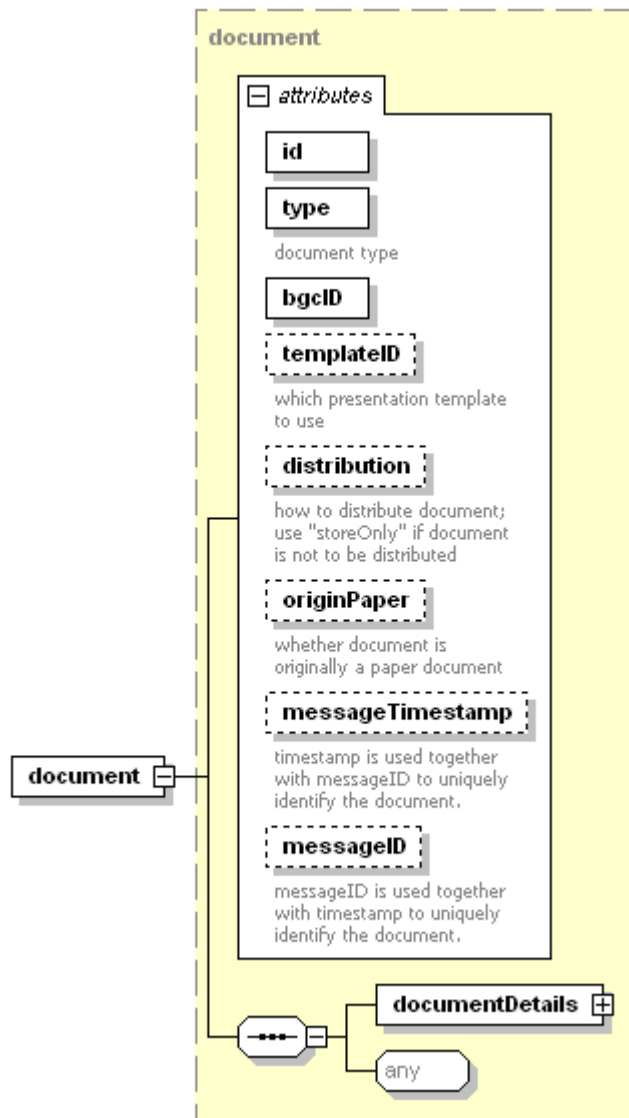 document
attributes
id
type
document type
bgcID
templateID
which presentation template
to use
distribution
how to distribute document;
use "storeOnly" if document
is not to be distributed
originPaper
whether document is
originally a paper document
messageTimestamp
timestamp is used together
with messageID to uniquely
identify the document.
document
messageID
messageID is used together
with timestamp to uniquely
identify the document.
documentDetails
any